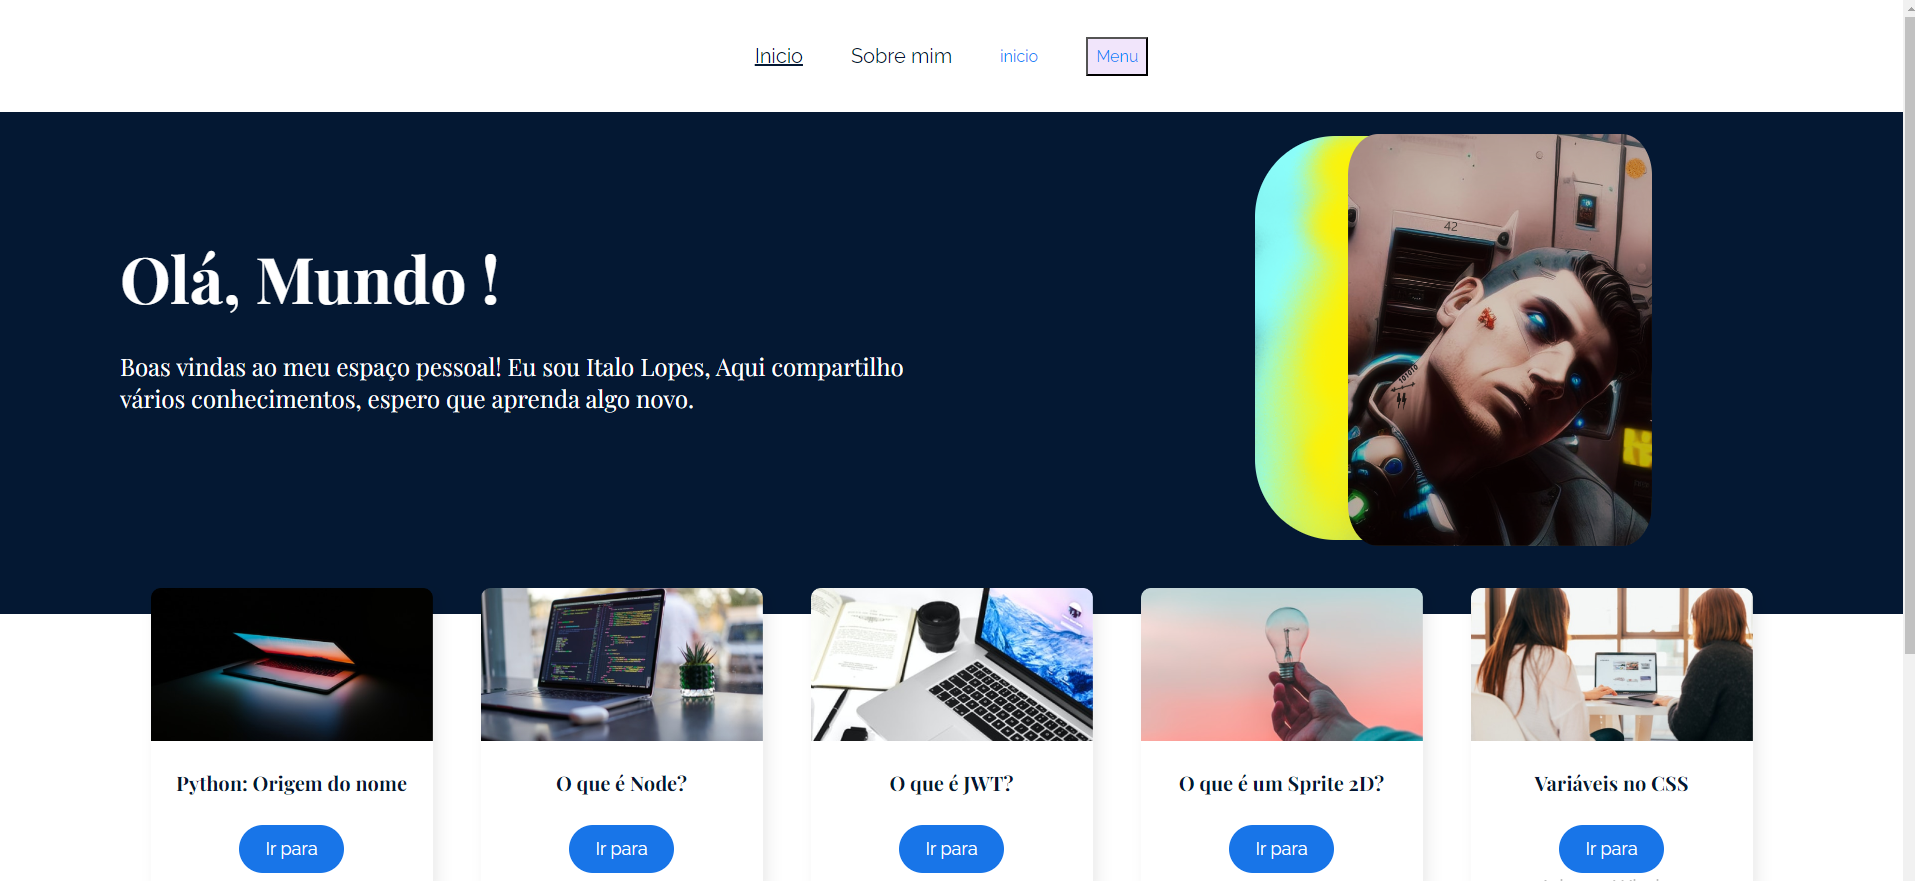 Inicio Sobre mim inicio Menu
42
Olá, Mundo !
Boas vindas ao meu espaço pessoal! Eu sou Italo Lopes, Aqui compartilho
vários conhecimentos, espero que aprenda algo novo.
Python: Origem do nome
O que é Node?
O que é JWT?
O que é um Sprite 2D?
Variáveis no CSS
Ir para
Ir para
Ir para
Ir para
Ir para